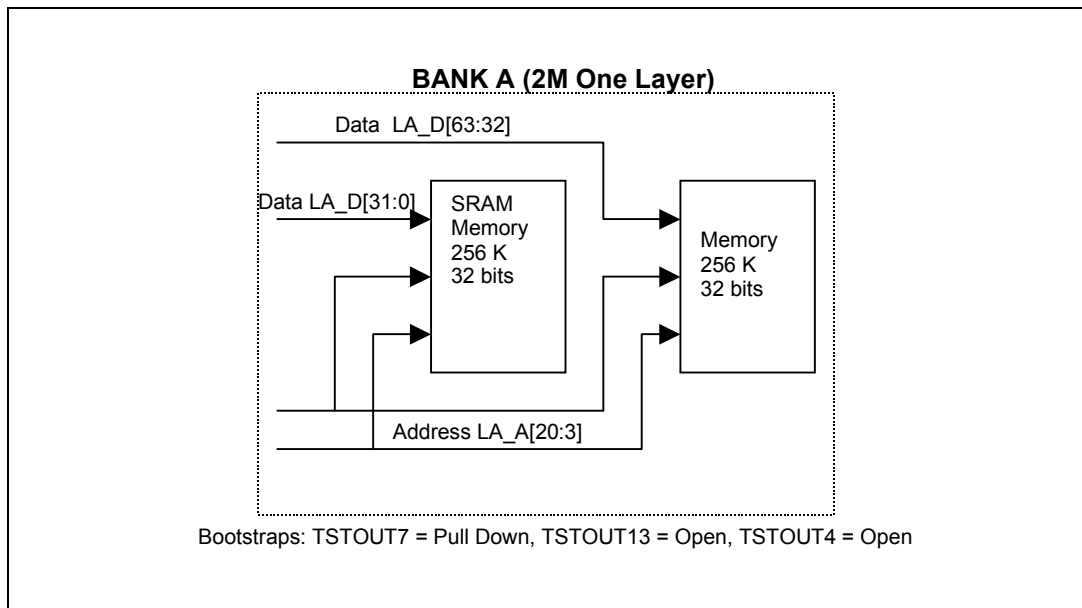 BANK A (2M One Layer)
Data LA_D[63:32]
Data LA_D[31:0]
SRAM
Memory
256 K
32 bits
Memory
256 K
32 bits
Address LA_A[20:3]
Bootstraps: TSTOUT7 = Pull Down, TSTOUT13 = Open, TSTOUT4 = Open